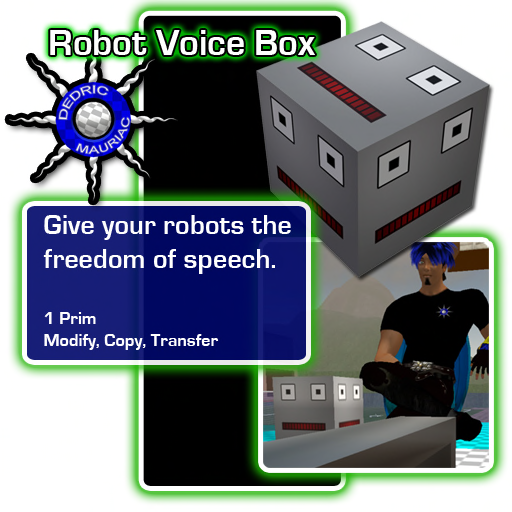 Robot Voice Box
DEDRIC
MAURIAC
Give your robots the
freedom of speech.
1 Prim
Modify, Copy, Transfer